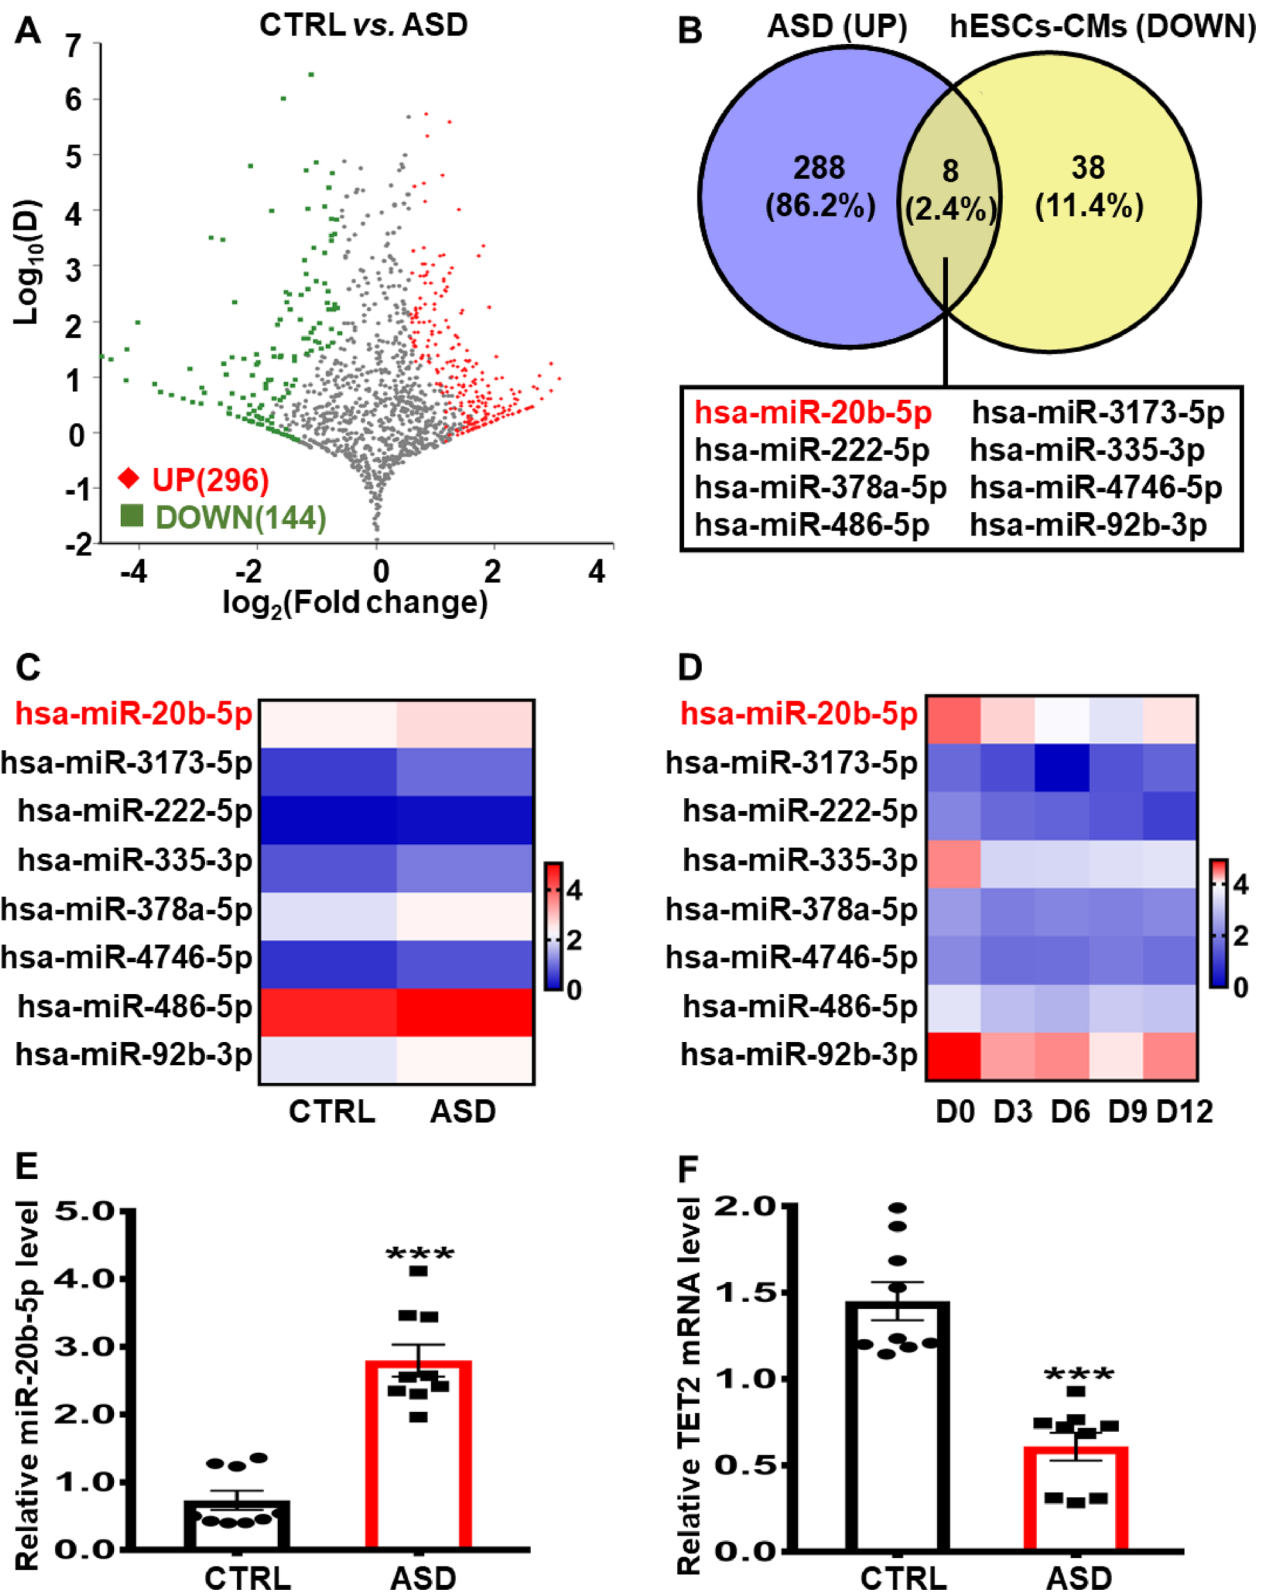 A
CTRL vs. ASD
7
6
5
4
3
2
1
0
-1
-2
Log10(D)
UP(296)
DOWN(144)
-4 -2 0 2 4
log2(Fold change)
B
ASD (UP) hESCs-CMs (DOWN)
288 8 38
(86.2%) (2.4%) (11.4%)
hsa-miR-20b-5p hsa-miR-3173-5p
hsa-miR-222-5p hsa-miR-335-3p
hsa-miR-378a-5p hsa-miR-4746-5p
hsa-miR-486-5p hsa-miR-92b-3p
C
hsa-miR-20b-5p
hsa-miR-3173-5p
hsa-miR-222-5p
hsa-miR-335-3p
hsa-miR-378a-5p
hsa-miR-4746-5p
hsa-miR-486-5p
hsa-miR-92b-3p
4
2
0
CTRL ASD
D
hsa-miR-20b-5p
hsa-miR-3173-5p
hsa-miR-222-5p
hsa-miR-335-3p
hsa-miR-378a-5p
hsa-miR-4746-5p
hsa-miR-486-5p
hsa-miR-92b-3p
4
2
0
D0 D3 D6 D9 D12
E
Relative miR-20b-5p level
5.0
4.0
3.0
2.0
1.0
0.0
***
CTRL ASD
F
Relative TET2 mRNA level
2.0
1.5
1.0
0.5
0.0
***
CTRL ASD